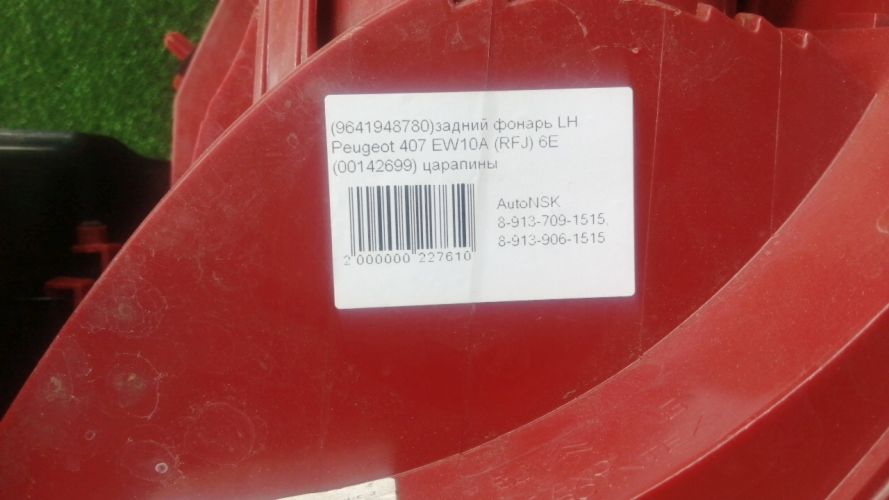 (9641948780)задний фонарь LH
Peugeot 407 EW10A (RFJ) 6E
(00142699) царапины
AutoNSK
8-913-709-1515,
8-913-906-1515
2 000000 227610